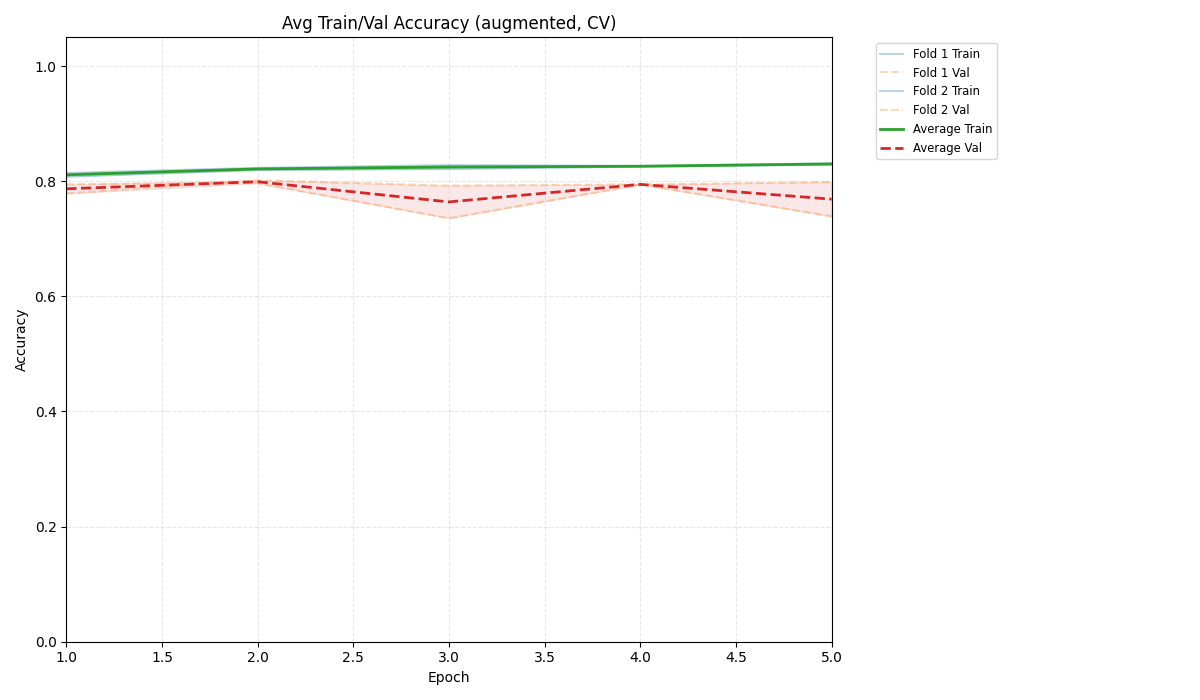 Avg Train/Val Accuracy (augmented, CV)
Accuracy
1.0
0.8
0.6
0.4
0.2
0.0
1.0 1.5 2.0 2.5 3.0 3.5 4.0 4.5 5.0
Epoch
Fold 1 Train
Fold 1 Val
Fold 2 Train
Fold 2 Val
Average Train
Average Val